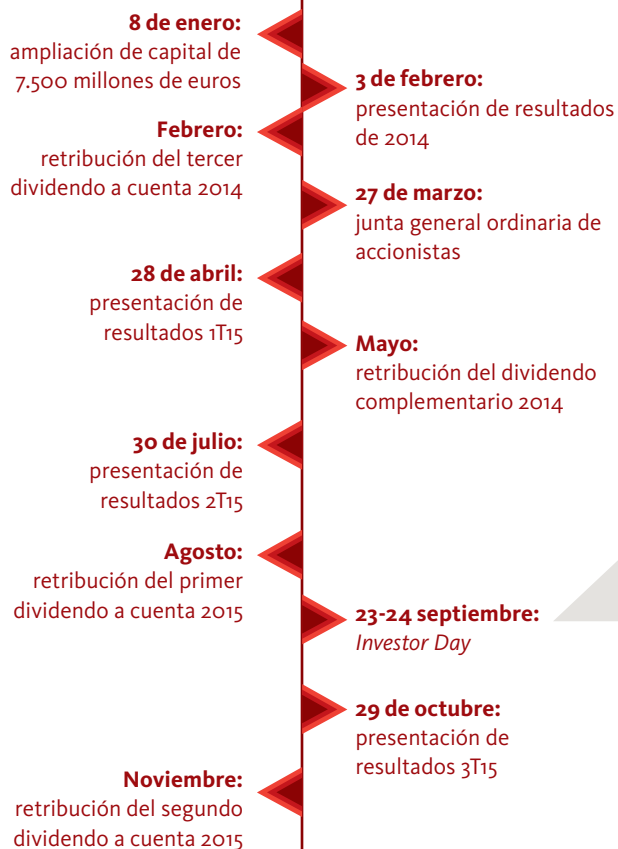 8 de enero:
ampliación de capital de
7.500 millones de euros
3 de febrero:
presentación de resultados
de 2014
Febrero:
retribución del tercer
dividendo a cuenta 2014
27 de marzo:
junta general ordinaria de
accionistas
28 de abril:
presentación de
resultados 1T15
Mayo:
retribución del dividendo
complementario 2014
30 de julio:
presentación de
resultados 2T15
Agosto:
retribución del primer
dividendo a cuenta 2015
23-24 septiembre:
Investor Day
29 de octubre:
presentación de
resultados 3T15
Noviembre:
retribución del segundo
dividendo a cuenta 2015